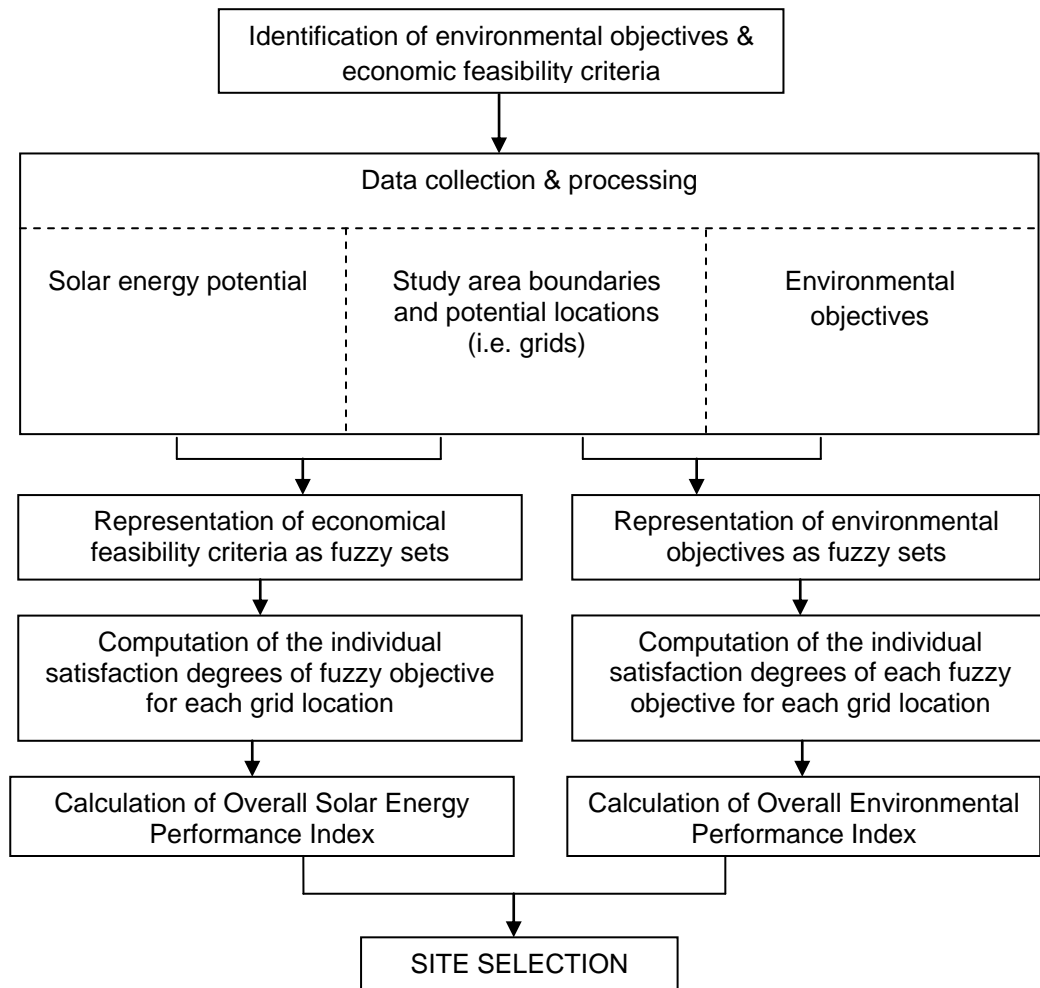 Identification of environmental objectives &
economic feasibility criteria
Data collection & processing
Solar energy potential
Study area boundaries
and potential locations
(i.e. grids)
Environmental
objectives
Representation of economical
feasibility criteria as fuzzy sets
Representation of environmental
objectives as fuzzy sets
Computation of the individual
satisfaction degrees of fuzzy objective
for each grid location
Computation of the individual
satisfaction degrees of each fuzzy
objective for each grid location
Calculation of Overall Solar Energy
Performance Index
Calculation of Overall Environmental
Performance Index
SITE SELECTION